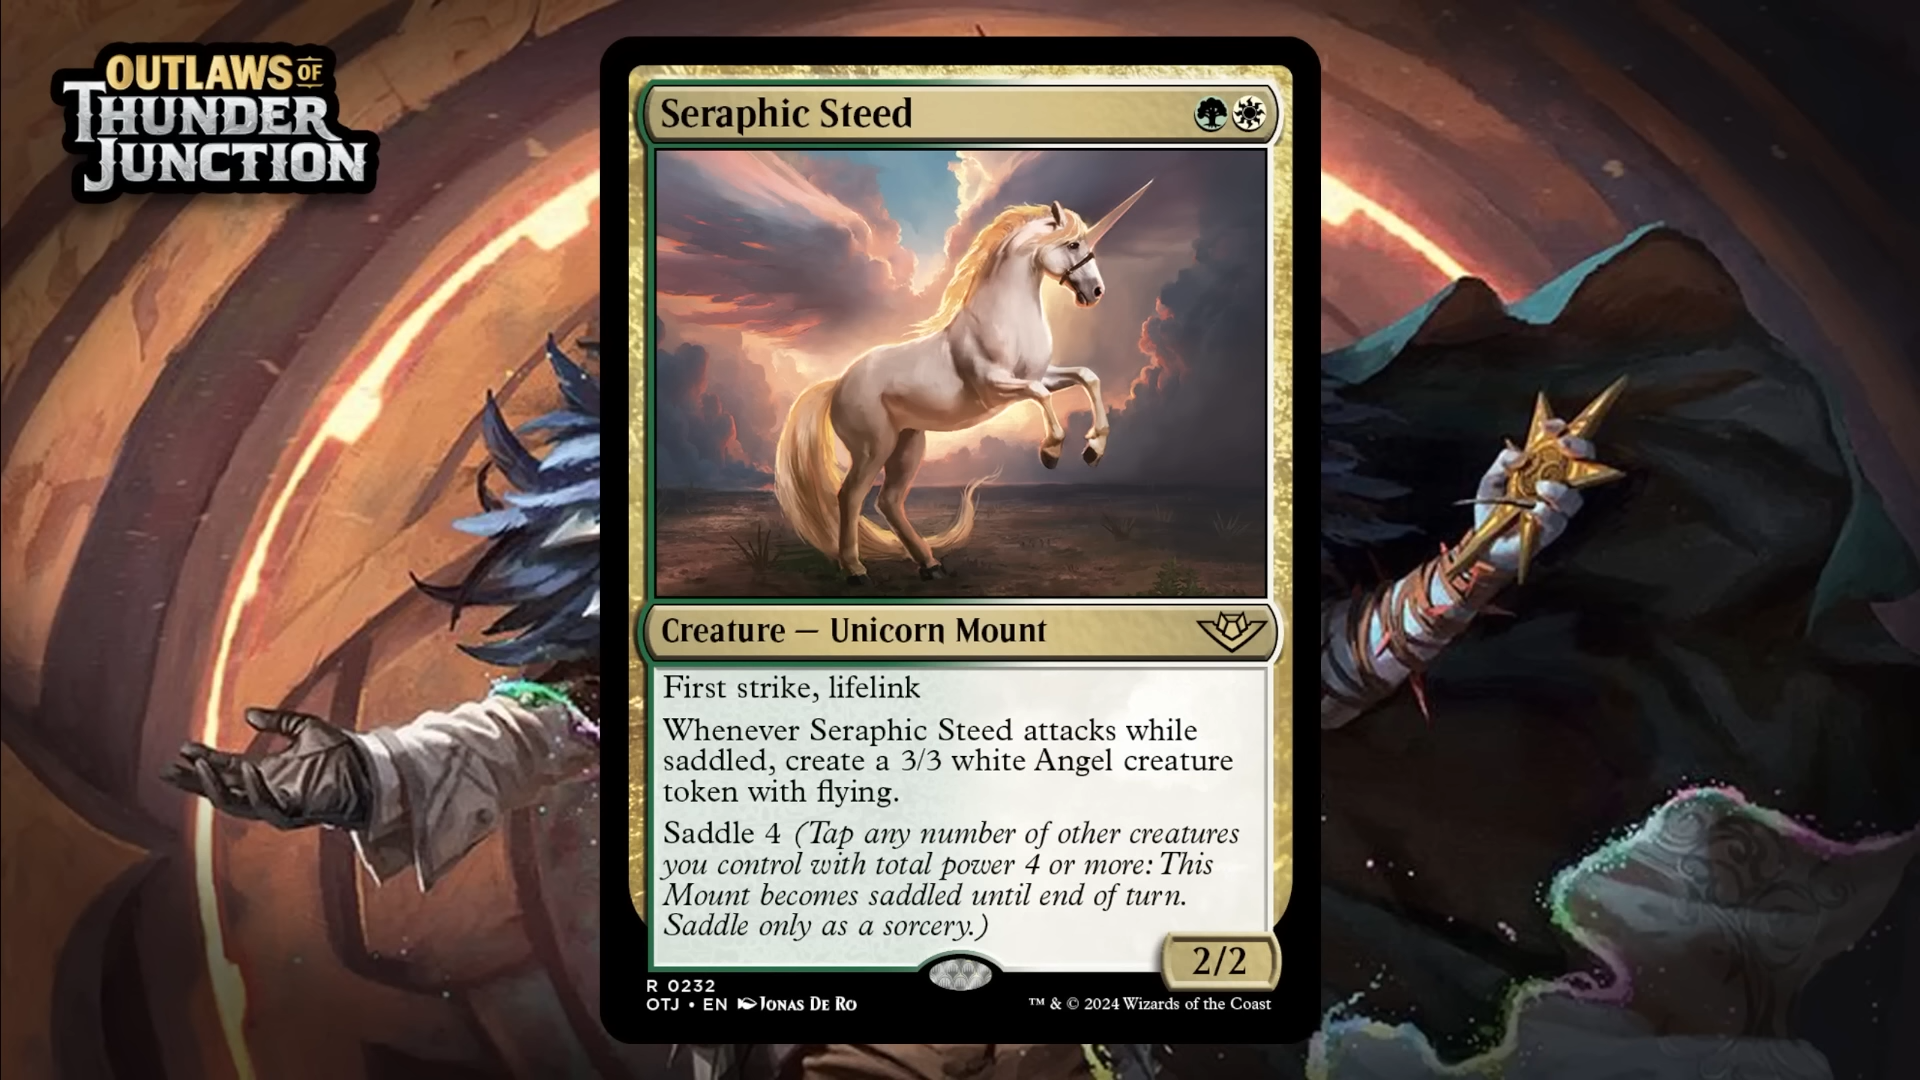 OUTLAWS OF
THUNDER
JUNCTION
Seraphic Steed
Creature — Unicorn Mount
First strike, lifelink
Whenever Seraphic Steed attacks while
saddled, create a 3/3 white Angel creature
token with flying.
Saddle 4 (Tap any number of other creatures
you control with total power 4 or more: This
Mount becomes saddled until end of turn.
Saddle only as a sorcery.)
2/2
R 0232
OTJ • EN Jonas De Ro
™ & © 2024 Wizards of the Coast